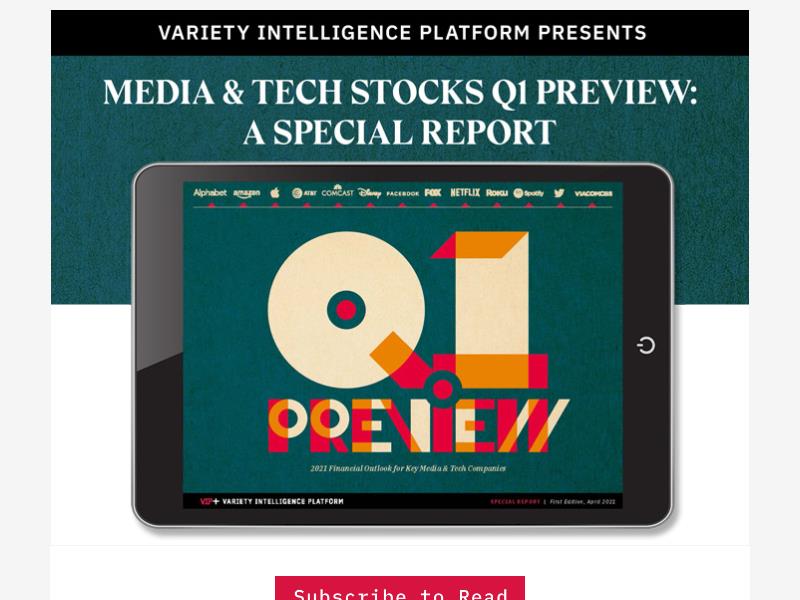 VARIETY INTELLIGENCE PLATFORM PRESENTS
MEDIA & TECH STOCKS Q1 PREVIEW:
A SPECIAL REPORT
Alphabet amazon AT&T COMCAST Disney FACEBOOK FOX NETFLIX ROKU Spotify VIACOMCBS
Q1
PREVIEW
2021 Financial Outlook for Key Media & Tech Companies
VIP+ VARIETY INTELLIGENCE PLATFORM
SPECIAL REPORT | First Edition, April 2021
Subscribe to Read